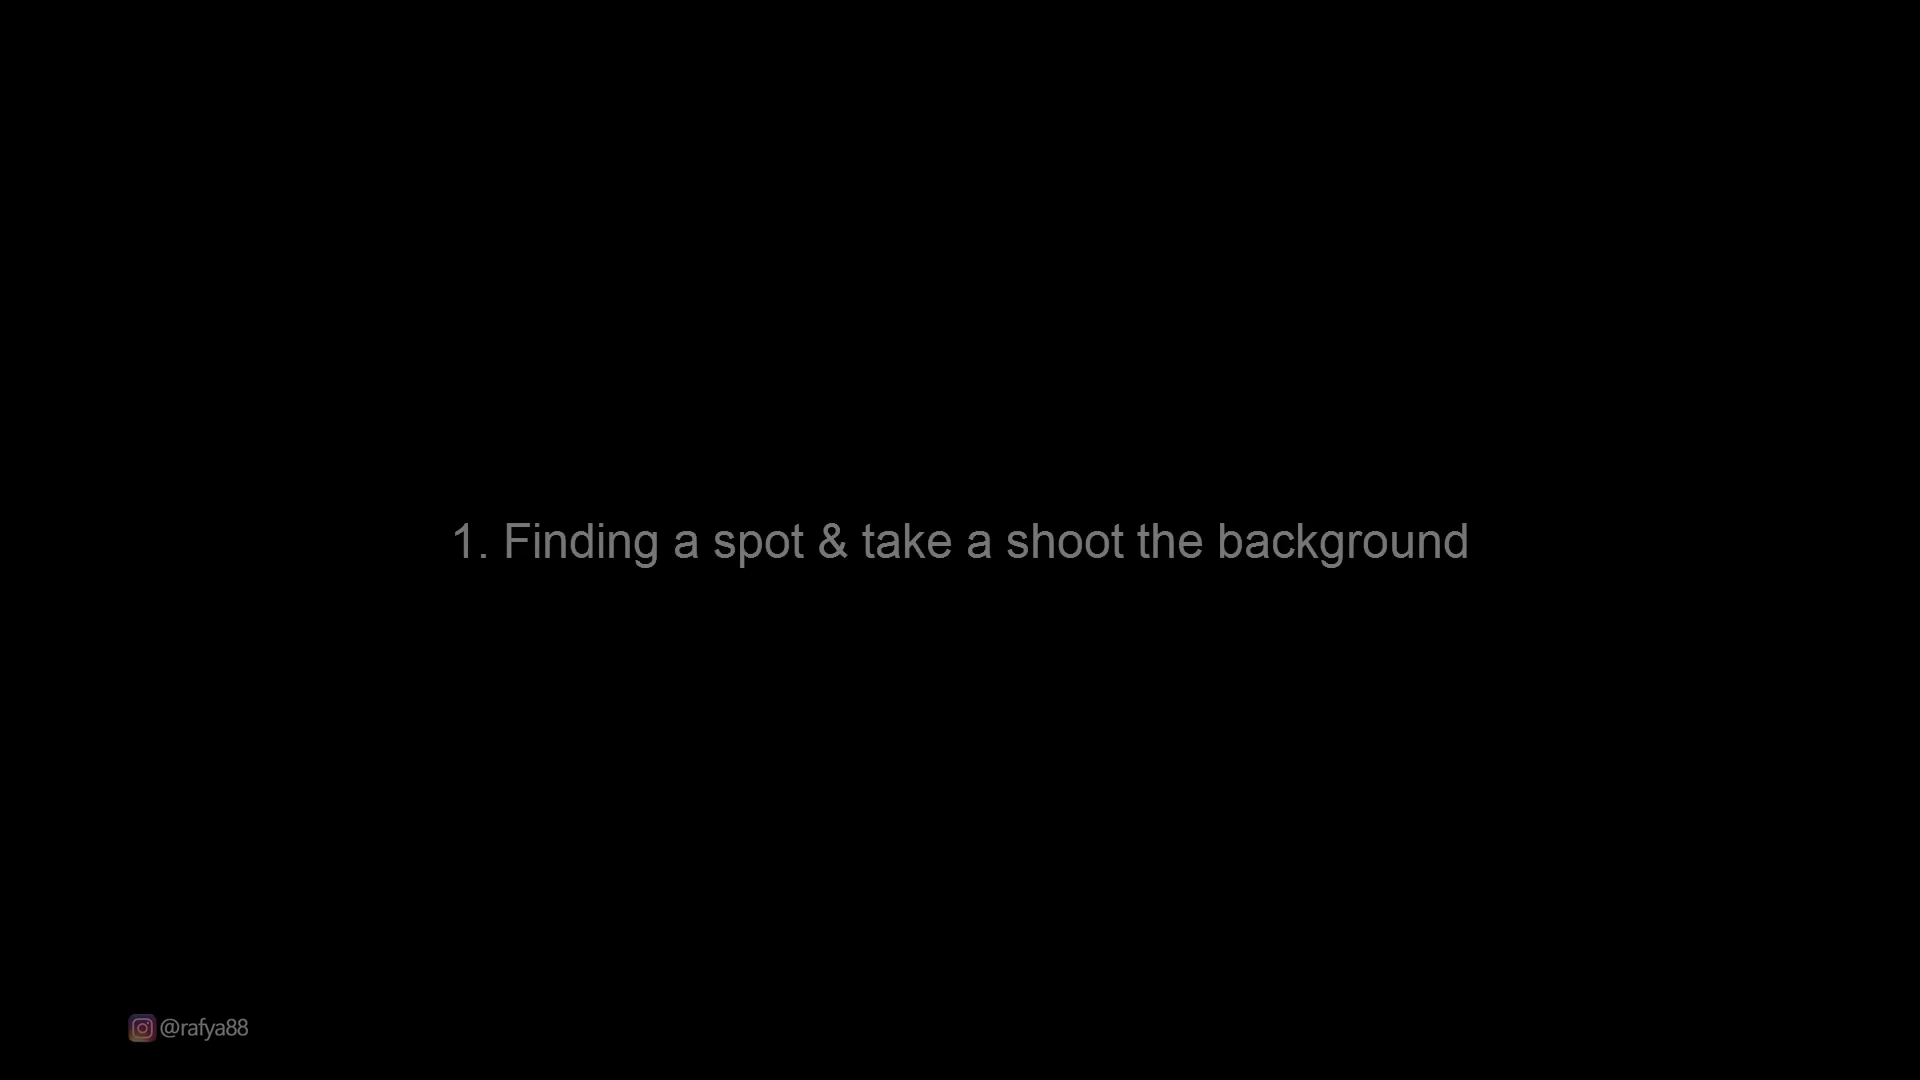 1. Finding a spot & take a shoot the background
@rafya88